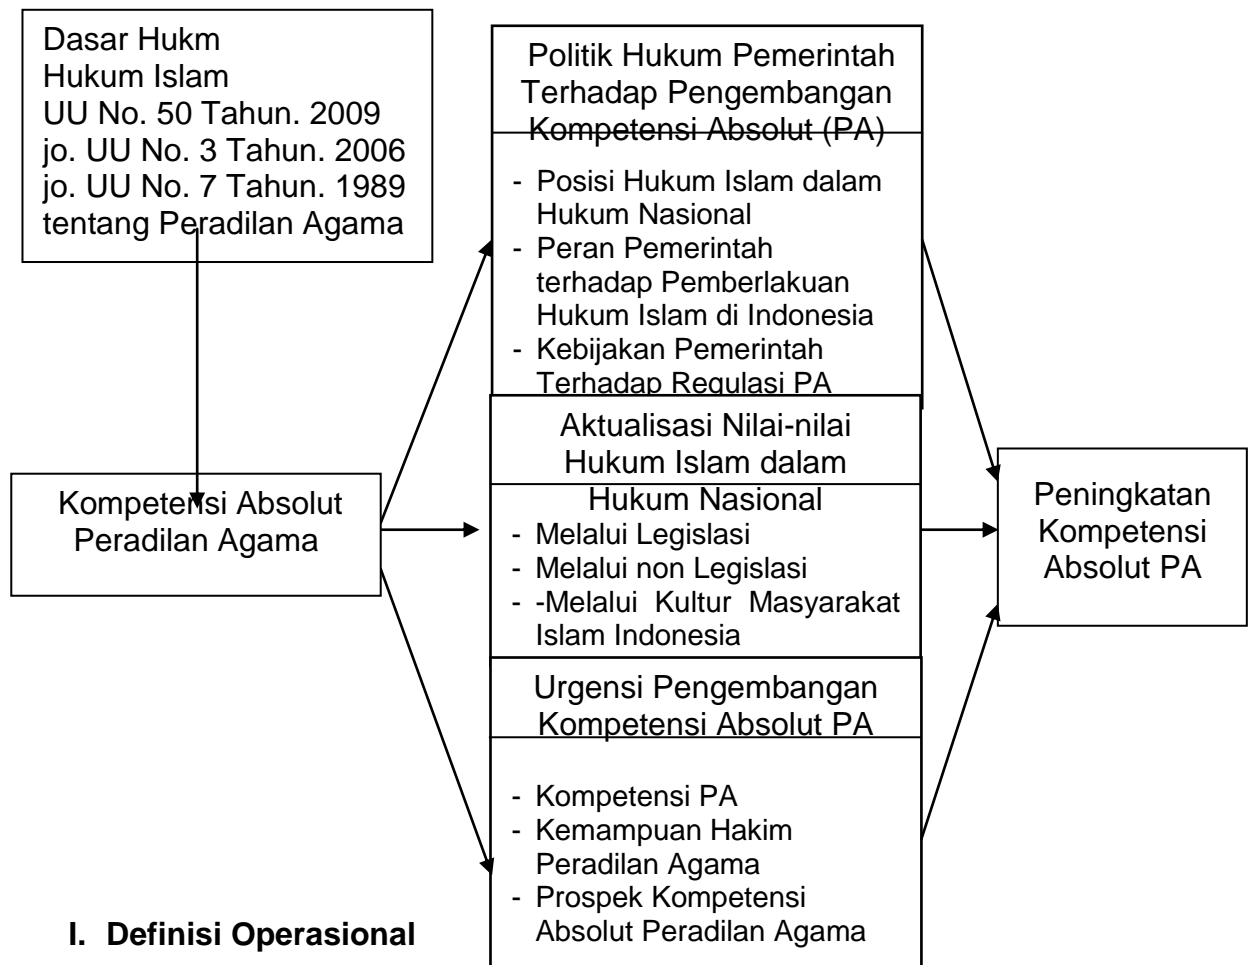 Dasar Hukm
Hukum Islam
UU No. 50 Tahun. 2009
jo. UU No. 3 Tahun. 2006
jo. UU No. 7 Tahun. 1989
tentang Peradilan Agama
Kompetensi Absolut
Peradilan Agama
Politik Hukum Pemerintah
Terhadap Pengembangan
Kompetensi Absolut (PA)
- Posisi Hukum Islam dalam
Hukum Nasional
- Peran Pemerintah
terhadap Pemberlakuan
Hukum Islam di Indonesia
- Kebijakan Pemerintah
Terhadap Regulasi PA
Aktualisasi Nilai-nilai
Hukum Islam dalam
Hukum Nasional
- Melalui Legislasi
- Melalui non Legislasi
- -Melalui Kultur Masyarakat
Islam Indonesia
Urgensi Pengembangan
Kompetensi Absolut PA
- Kompetensi PA
- Kemampuan Hakim
Peradilan Agama
- Prospek Kompetensi
Absolut Peradilan Agama
Peningkatan
Kompetensi
Absolut PA
I. Definisi Operasional